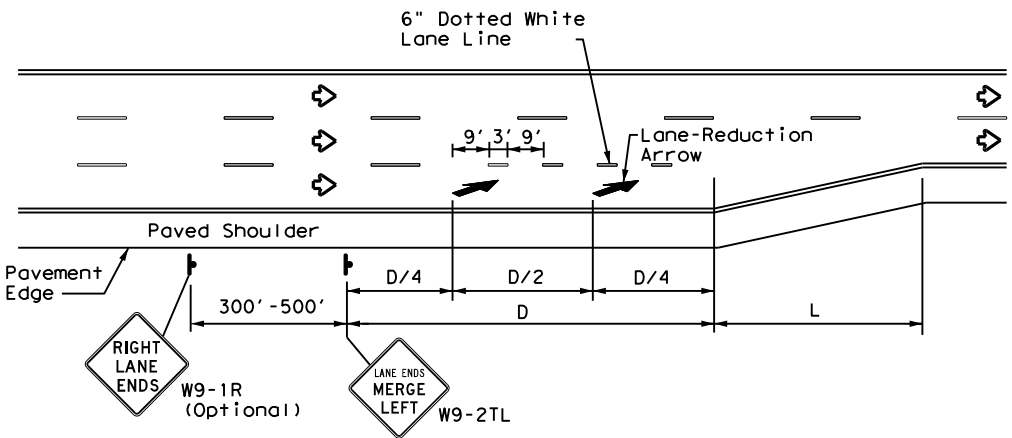 6" Dotted White
Lane Line
9' 3' 9'
Lane-Reduction
Arrow
Paved Shoulder
Pavement
Edge
D/4 D/2 D/4
300'-500' D L
RIGHT
LANE
ENDS
W9-1R
(Optional)
LANE ENDS
MERGE
LEFT
W9-2TL